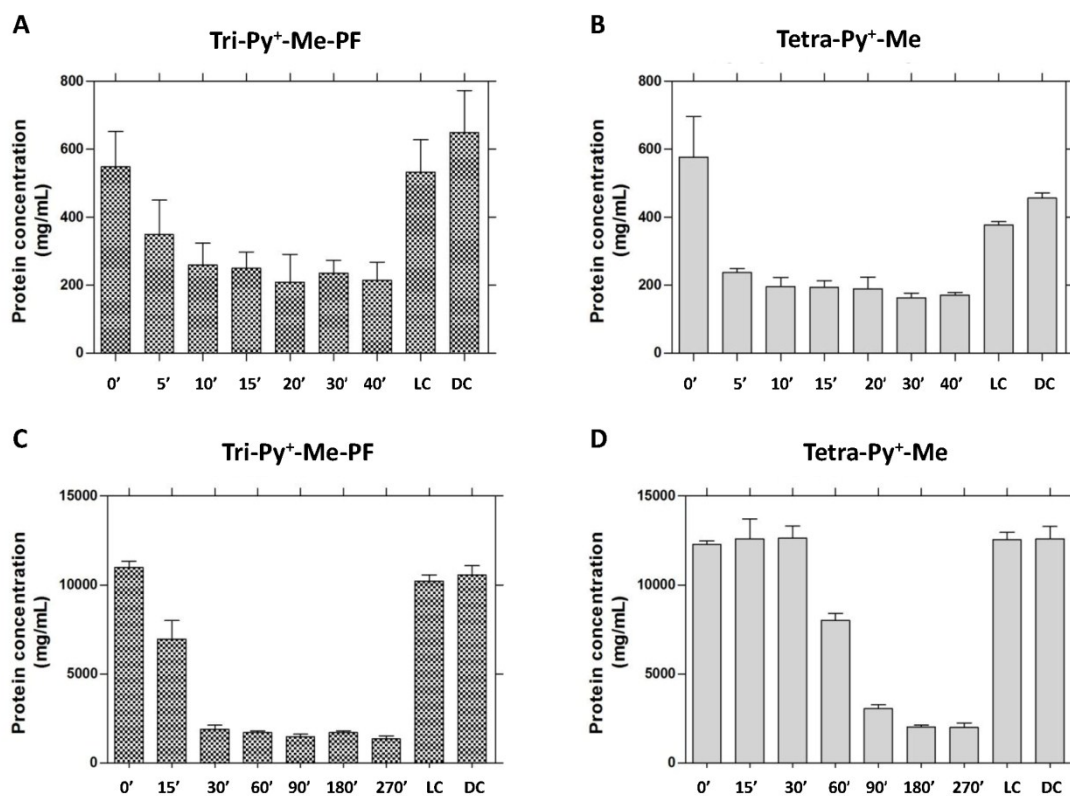 A
Tri-Py⁺-Me-PF
Protein concentration
(mg/mL)
800
600
400
200
0
0' 5' 10' 15' 20' 30' 40' LC DC
B
Tetra-Py⁺-Me
Protein concentration
(mg/mL)
800
600
400
200
0
0' 5' 10' 15' 20' 30' 40' LC DC
C
Tri-Py⁺-Me-PF
Protein concentration
(mg/mL)
15000
10000
5000
0
0' 15' 30' 60' 90' 180' 270' LC DC
D
Tetra-Py⁺-Me
Protein concentration
(mg/mL)
15000
10000
5000
0
0' 15' 30' 60' 90' 180' 270' LC DC